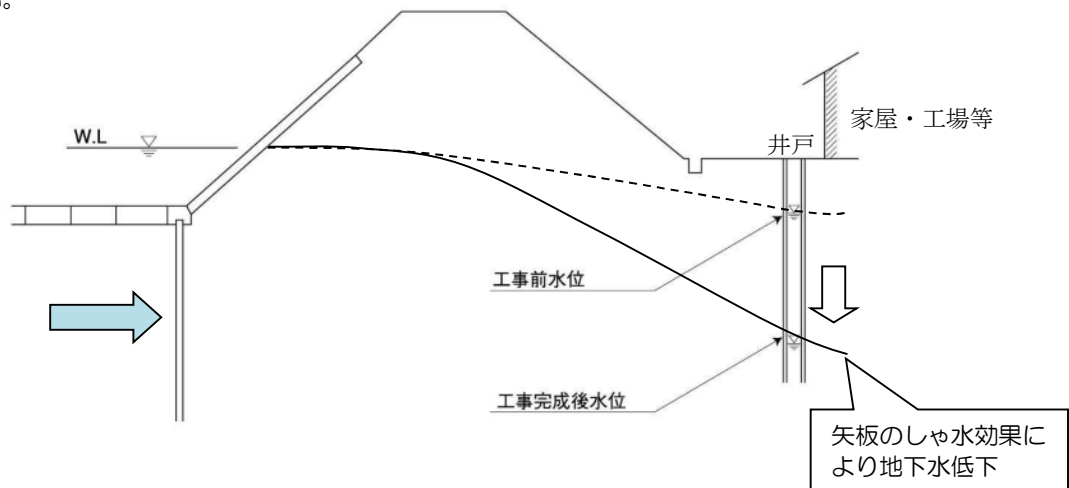 い。
W.L
家屋・工場等
井戸
工事前水位
工事完成後水位
矢板のしゃ水効果に
より地下水低下